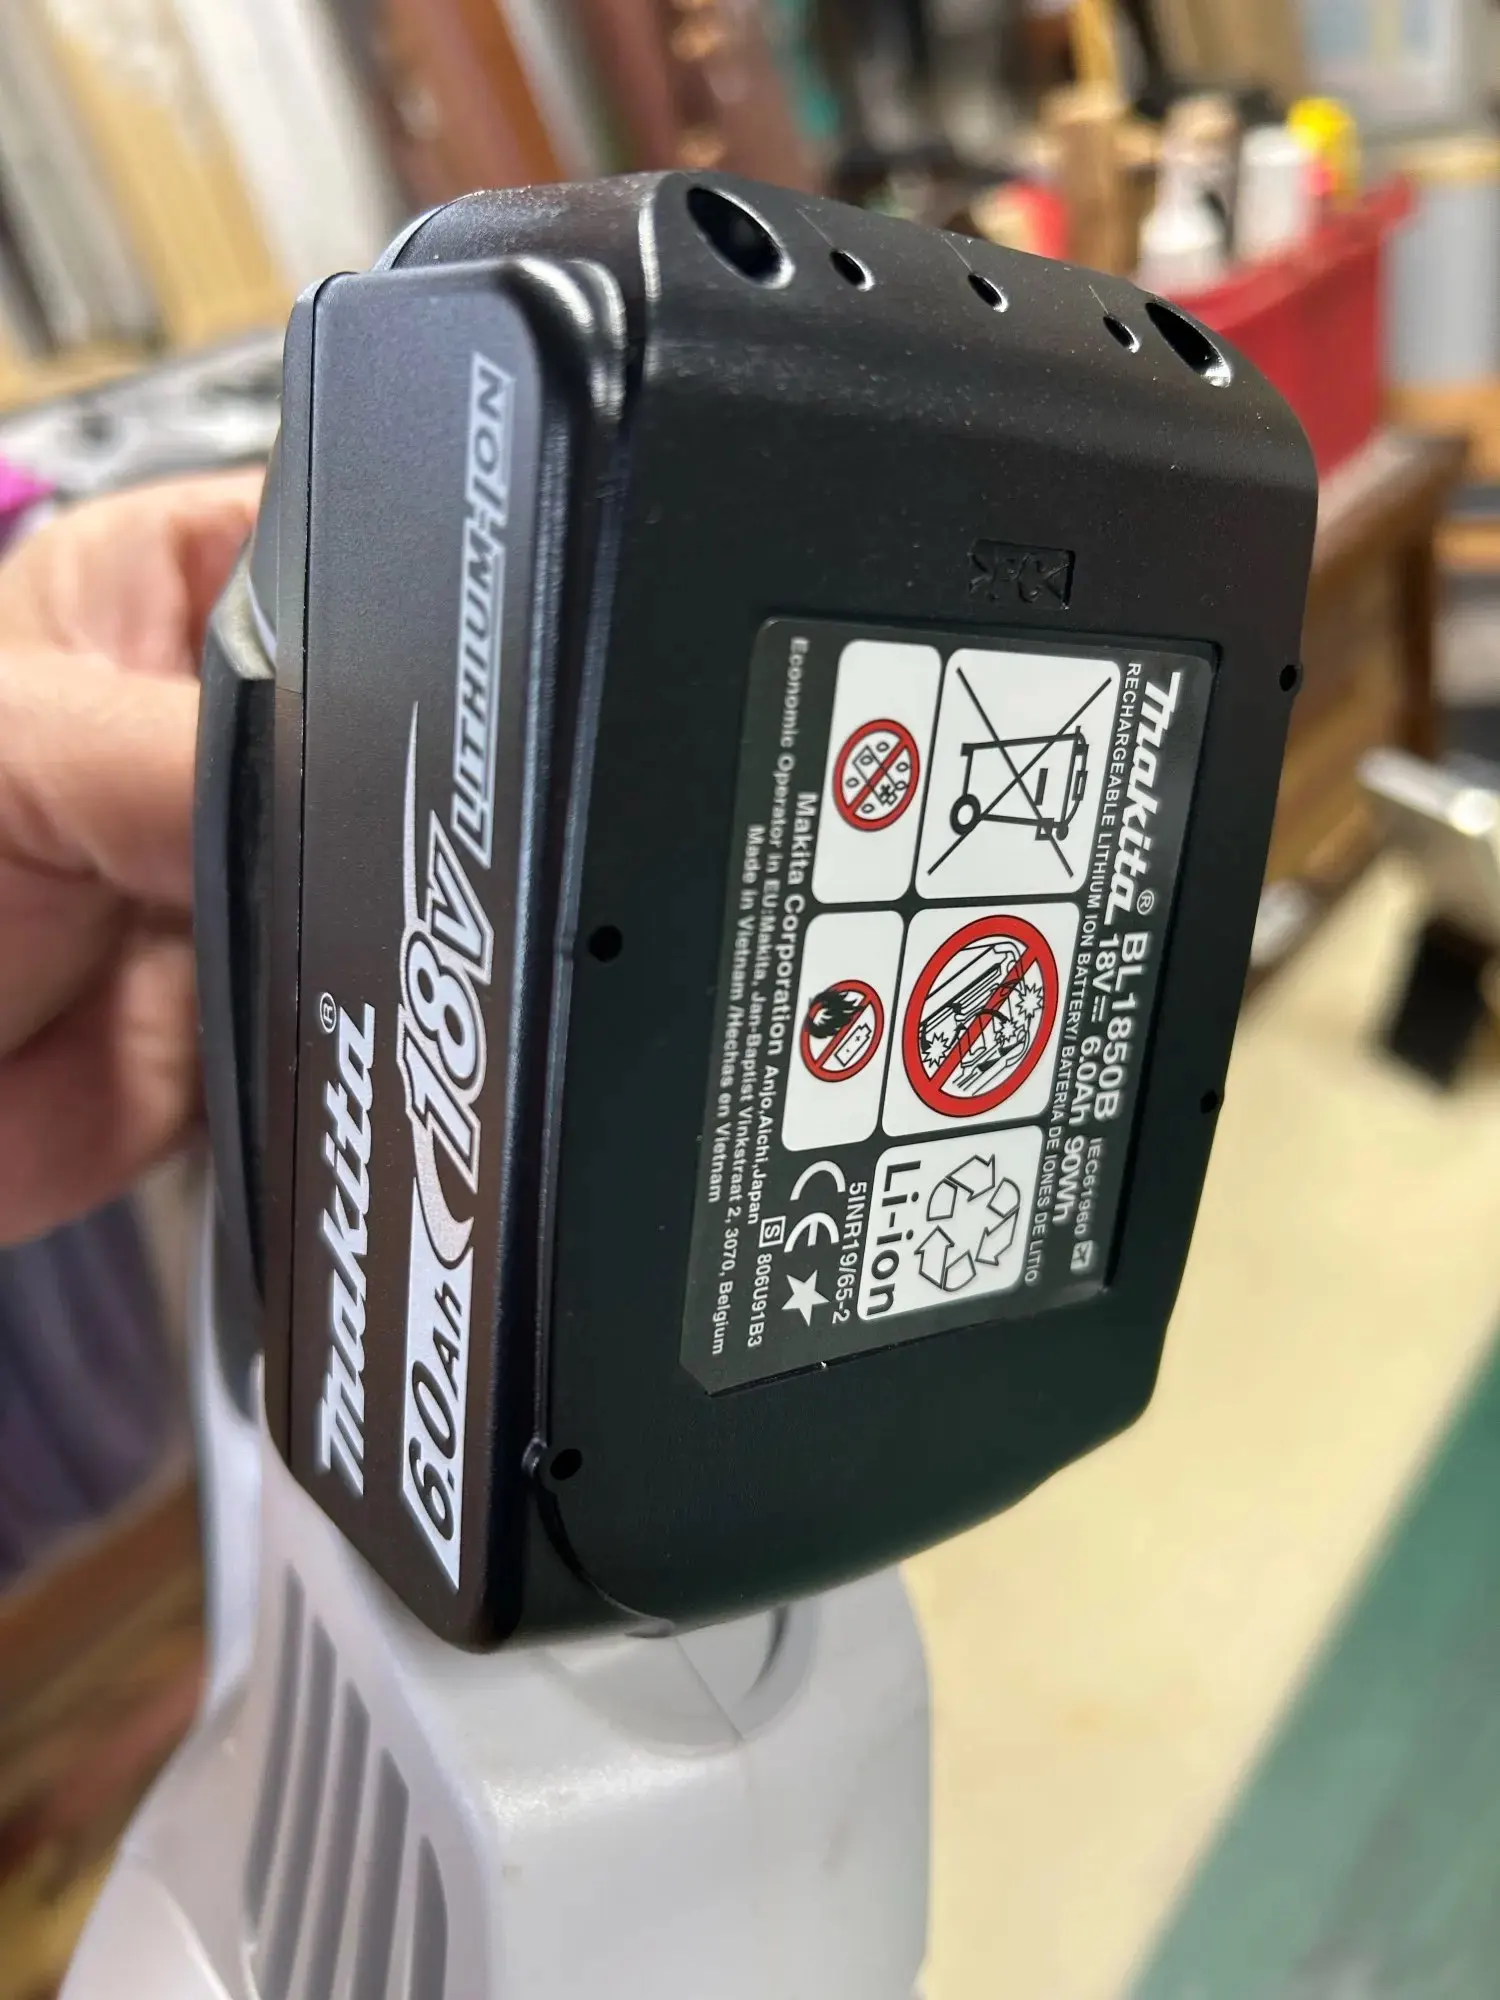 makita®
18V LITHIUM-ION
6.0Ah
makita® BL1850B IEC61960
18V⎓ 6.0Ah 90Wh
RECHARGEABLE LITHIUM ION BATTERY/ BATERIA DE IONES DE LITIO
Li-ion
5INR19/65-2
CE
Makita Corporation Anjo,Aichi,Japan S 806U91B3
Economic Operator in EU:Makita, Jan-Baptist Vinkstraat 2, 3070, Belgium
Made in Vietnam /Hechas en Vietnam